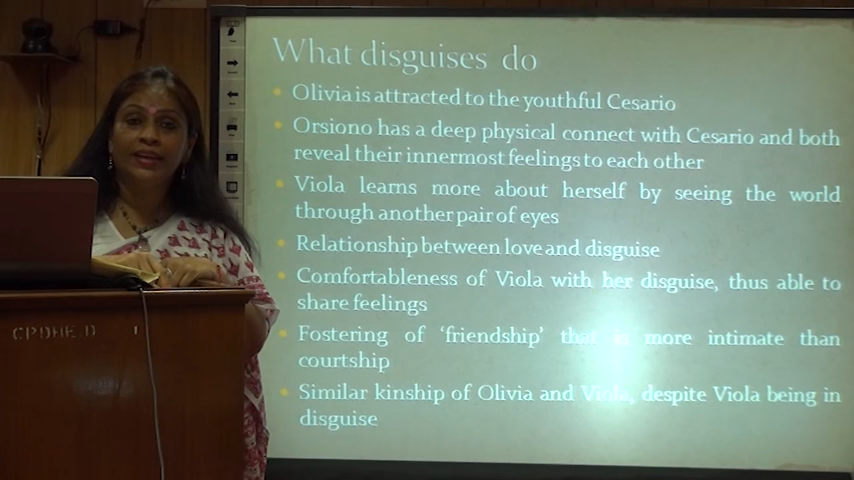 What disguises do
Olivia is attracted to the youthful Cesario
Orsiono has a deep physical connect with Cesario and both
reveal their innermost feelings to each other
Viola learns more about herself by seeing the world
through another pair of eyes
Relationship between love and disguise
Comfortableness of Viola with her disguise, thus able to
share feelings
Fostering of 'friendship' that is more intimate than
courtship
Similar kinship of Olivia and Viola, despite Viola being in
disguise
CPDHE.D 1